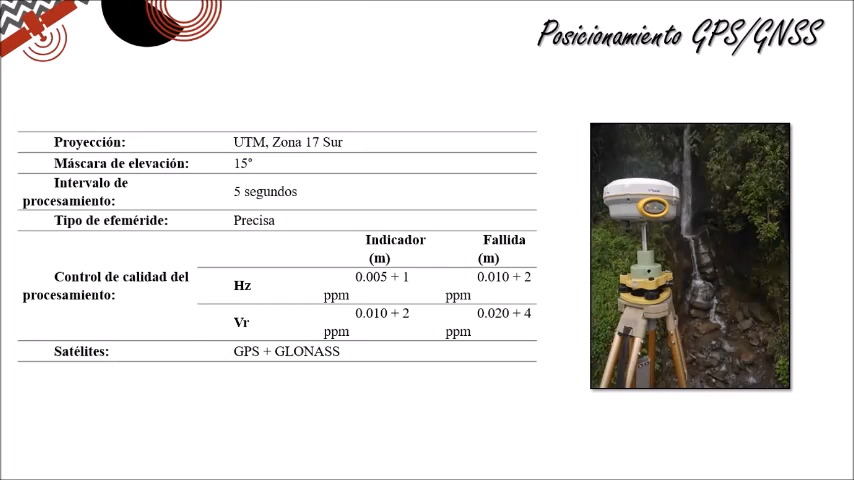 Posicionamiento GPS/GNSS
Proyección: UTM, Zona 17 Sur
Máscara de elevación: 15°
Intervalo de
procesamiento: 5 segundos
Tipo de efeméride: Precisa
Indicador Fallida
(m) (m)
Control de calidad del
procesamiento:
Hz 0.005 + 1 0.010 + 2
ppm ppm
Vr 0.010 + 2 0.020 + 4
ppm ppm
Satélites: GPS + GLONASS